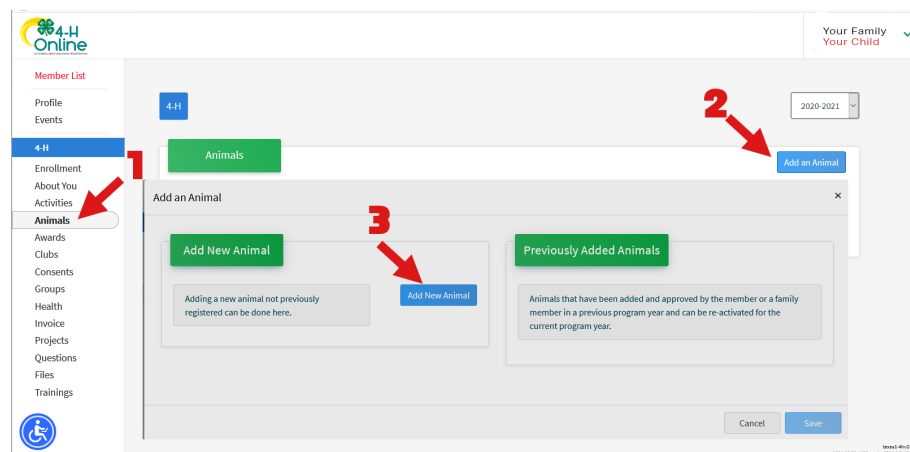 4-H
Online
Your Family
Your Child
Member List
Profile
Events
4-H
Enrollment
About You
Activities
Animals
Awards
Clubs
Consents
Groups
Health
Invoice
Projects
Questions
Files
Trainings
1
4-H
2
2020-2021
Animals
Add an Animal
Add an Animal
×
3
Add New Animal
Adding a new animal not previously
registered can be done here.
Add New Animal
Previously Added Animals
Animals that have been added and approved by the member or a family
member in a previous program year and can be re-activated for the
current program year.
Cancel
Save